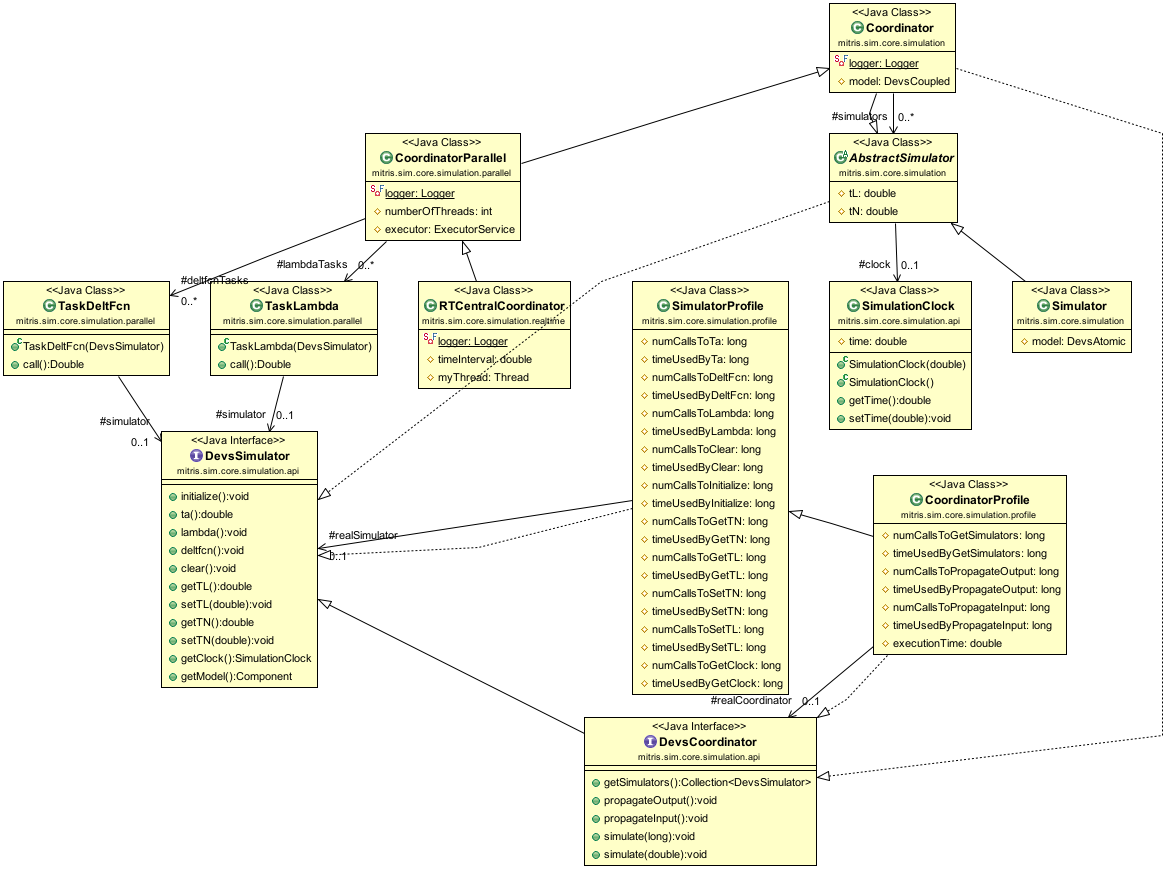 <<Java Class>>
Coordinator
mitris.sim.core.simulation
logger: Logger
model: DevsCoupled
#simulators
0..*
<<Java Class>>
CoordinatorParallel
mitris.sim.core.simulation.parallel
logger: Logger
numberOfThreads: int
executor: ExecutorService
<<Java Class>>
AbstractSimulator
mitris.sim.core.simulation
tL: double
tN: double
#deltfcnTasks
0..*
#lambdaTasks
0..*
#clock
0..1
<<Java Class>>
TaskDeltFcn
mitris.sim.core.simulation.parallel
TaskDeltFcn(DevsSimulator)
call():Double
<<Java Class>>
TaskLambda
mitris.sim.core.simulation.parallel
TaskLambda(DevsSimulator)
call():Double
<<Java Class>>
RTCentralCoordinator
mitris.sim.core.simulation.realtime
logger: Logger
timeInterval: double
myThread: Thread
<<Java Class>>
SimulatorProfile
mitris.sim.core.simulation.profile
numCallsToTa: long
timeUsedByTa: long
numCallsToDeltFcn: long
timeUsedByDeltFcn: long
numCallsToLambda: long
timeUsedByLambda: long
numCallsToClear: long
timeUsedByClear: long
numCallsToInitialize: long
timeUsedByInitialize: long
numCallsToGetTN: long
timeUsedByGetTN: long
numCallsToGetTL: long
timeUsedByGetTL: long
numCallsToSetTN: long
timeUsedBySetTN: long
numCallsToSetTL: long
timeUsedBySetTL: long
numCallsToGetClock: long
timeUsedByGetClock: long
<<Java Class>>
SimulationClock
mitris.sim.core.simulation.api
time: double
SimulationClock(double)
SimulationClock()
getTime():double
setTime(double):void
<<Java Class>>
Simulator
mitris.sim.core.simulation
model: DevsAtomic
#simulator
0..1
#simulator
0..1
<<Java Interface>>
DevsSimulator
mitris.sim.core.simulation.api
initialize():void
ta():double
lambda():void
deltfcn():void
clear():void
getTL():double
setTL(double):void
getTN():double
setTN(double):void
getClock():SimulationClock
getModel():Component
#realSimulator
0..1
<<Java Class>>
CoordinatorProfile
mitris.sim.core.simulation.profile
numCallsToGetSimulators: long
timeUsedByGetSimulators: long
numCallsToPropagateOutput: long
timeUsedByPropagateOutput: long
numCallsToPropagateInput: long
timeUsedByPropagateInput: long
executionTime: double
#realCoordinator
0..1
<<Java Interface>>
DevsCoordinator
mitris.sim.core.simulation.api
getSimulators():Collection<DevsSimulator>
propagateOutput():void
propagateInput():void
simulate(long):void
simulate(double):void